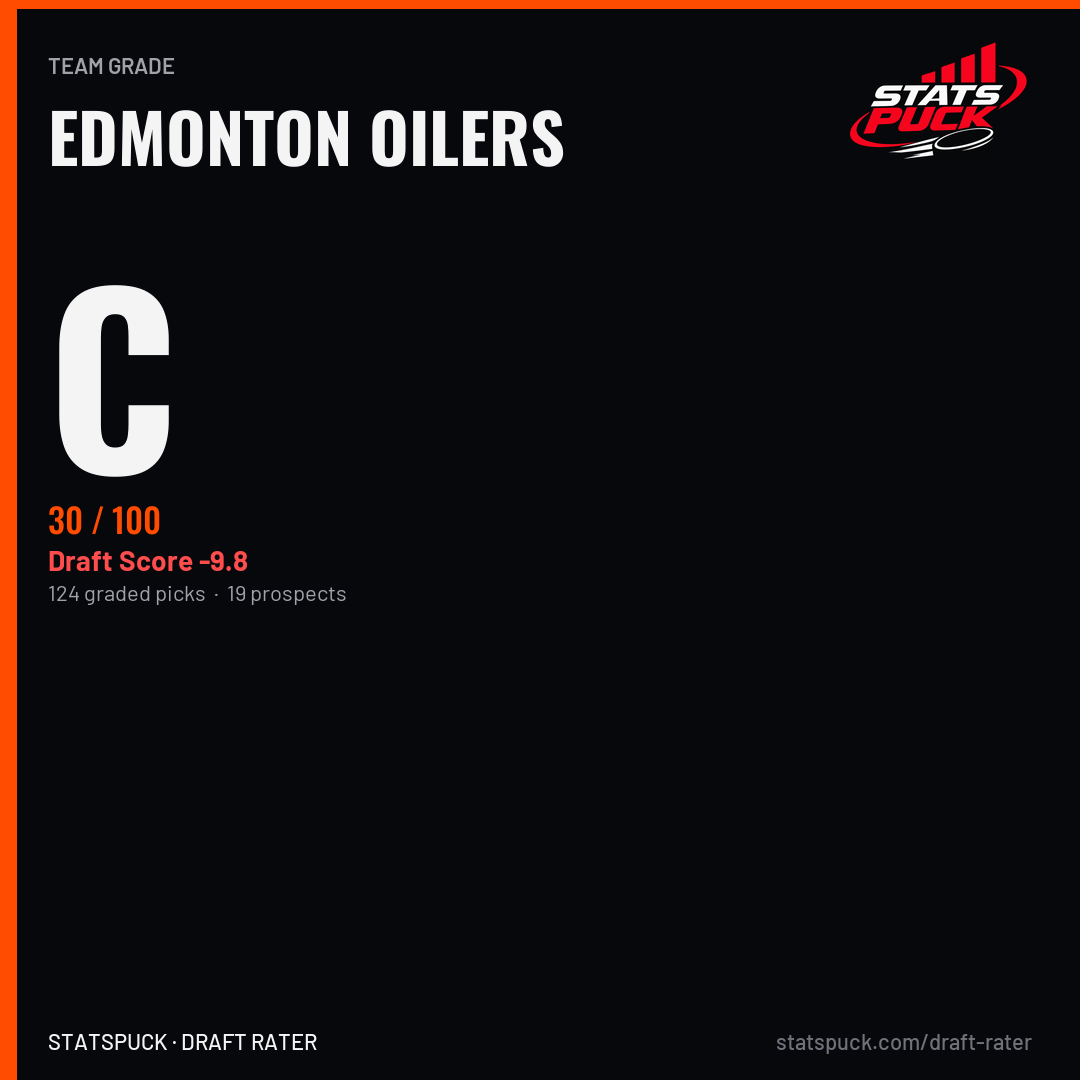 TEAM GRADE
EDMONTON OILERS
STATS
PUCK
C
30 / 100
Draft Score -9.8
124 graded picks · 19 prospects
STATSPUCK · DRAFT RATER
statspuck.com/draft-rater